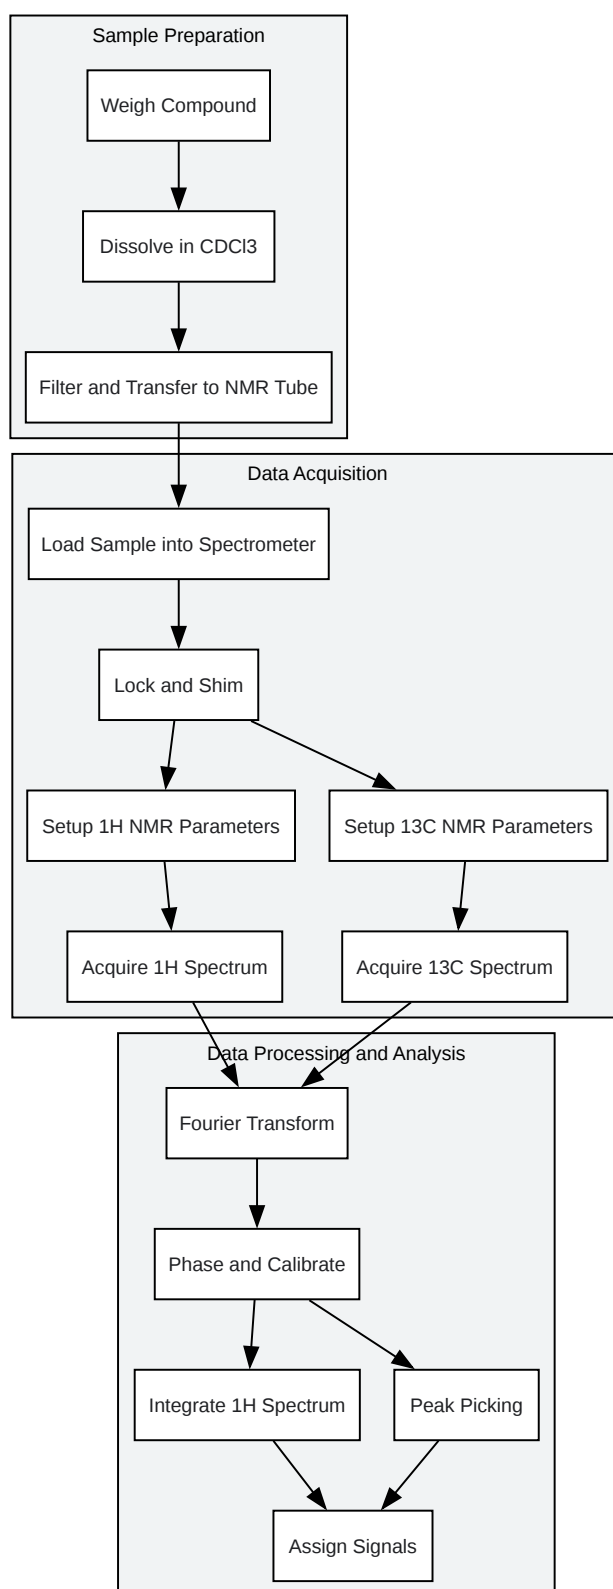 Sample Preparation
Weigh Compound
Dissolve in CDCl3
Filter and Transfer to NMR Tube
Data Acquisition
Load Sample into Spectrometer
Lock and Shim
Setup 1H NMR Parameters
Setup 13C NMR Parameters
Acquire 1H Spectrum
Acquire 13C Spectrum
Data Processing and Analysis
Fourier Transform
Phase and Calibrate
Integrate 1H Spectrum
Peak Picking
Assign Signals